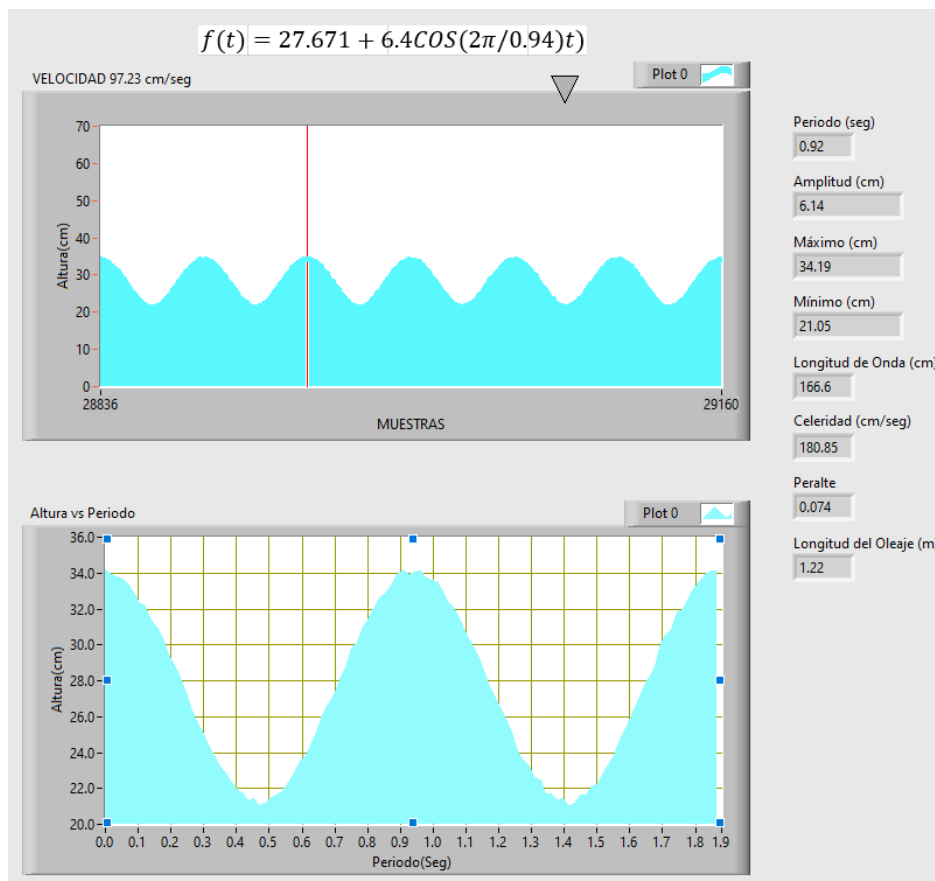 f(t) = 27.671 + 6.4COS(2π/0.94)t)
VELOCIDAD 97.23 cm/seg
Plot 0
Altura(cm)
70
60
50
40
30
20
10
0
28836
29160
MUESTRAS
Periodo (seg)
0.92
Amplitud (cm)
6.14
Máximo (cm)
34.19
Mínimo (cm)
21.05
Longitud de Onda (cm)
166.6
Celeridad (cm/seg)
180.85
Peralte
0.074
Longitud del Oleaje (m
1.22
Altura vs Periodo
Plot 0
Altura(cm)
36.0
34.0
32.0
30.0
28.0
26.0
24.0
22.0
20.0
0.0 0.1 0.2 0.3 0.4 0.5 0.6 0.7 0.8 0.9 1.0 1.1 1.2 1.3 1.4 1.5 1.6 1.7 1.8 1.9
Periodo(Seg)